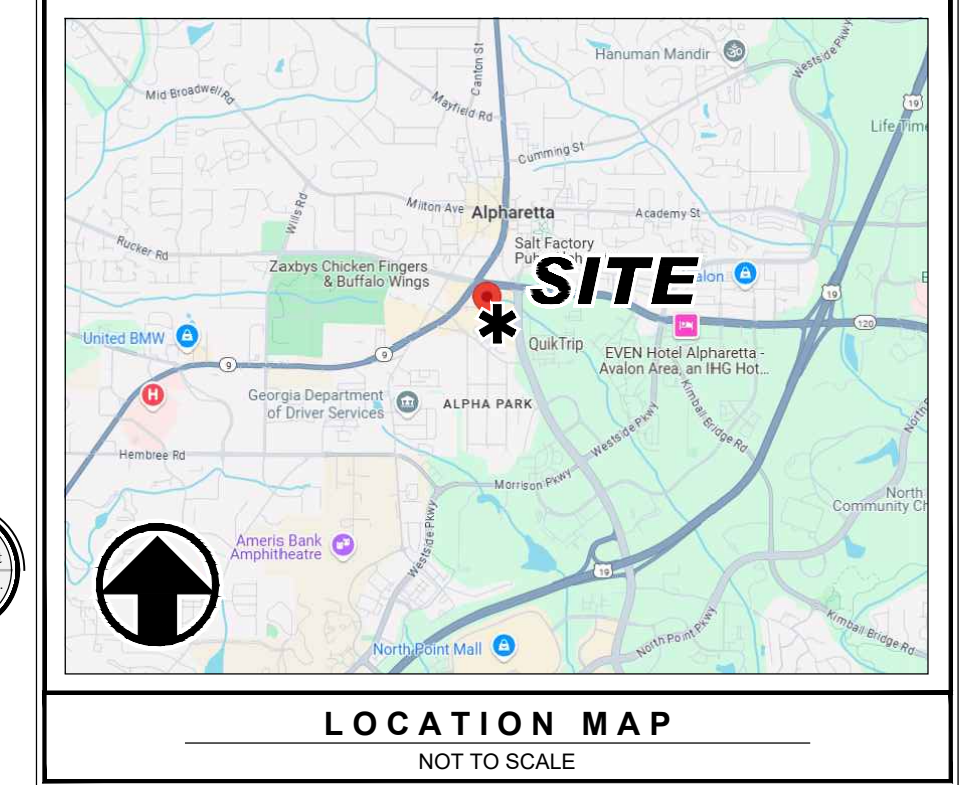 Hanuman Mandir
Westside Pkwy
Canton St
Mid Broadwell Rd
Mayfield Rd
19
Life Time
Cumming St
Wills Rd
Milton Ave
Alpharetta
Academy St
Rucker Rd
Salt Factory
Zaxbys Chicken Fingers
& Buffalo Wings
SITE
alon
19
120
United BMW
9
9
QuikTrip
EVEN Hotel Alpharetta -
Avalon Area, an IHG Hot...
H
Georgia Department
of Driver Services
ALPHA PARK
Kimball Bridge Rd
Westside Pkwy
North
Hembree Rd
Morrison Pkwy
North
Community Ch
Westside Pkwy
Ameris Bank
Amphitheatre
19
North Point Mall
North Point Pkwy
Kimball Bridge Rd
LOCATION MAP
NOT TO SCALE